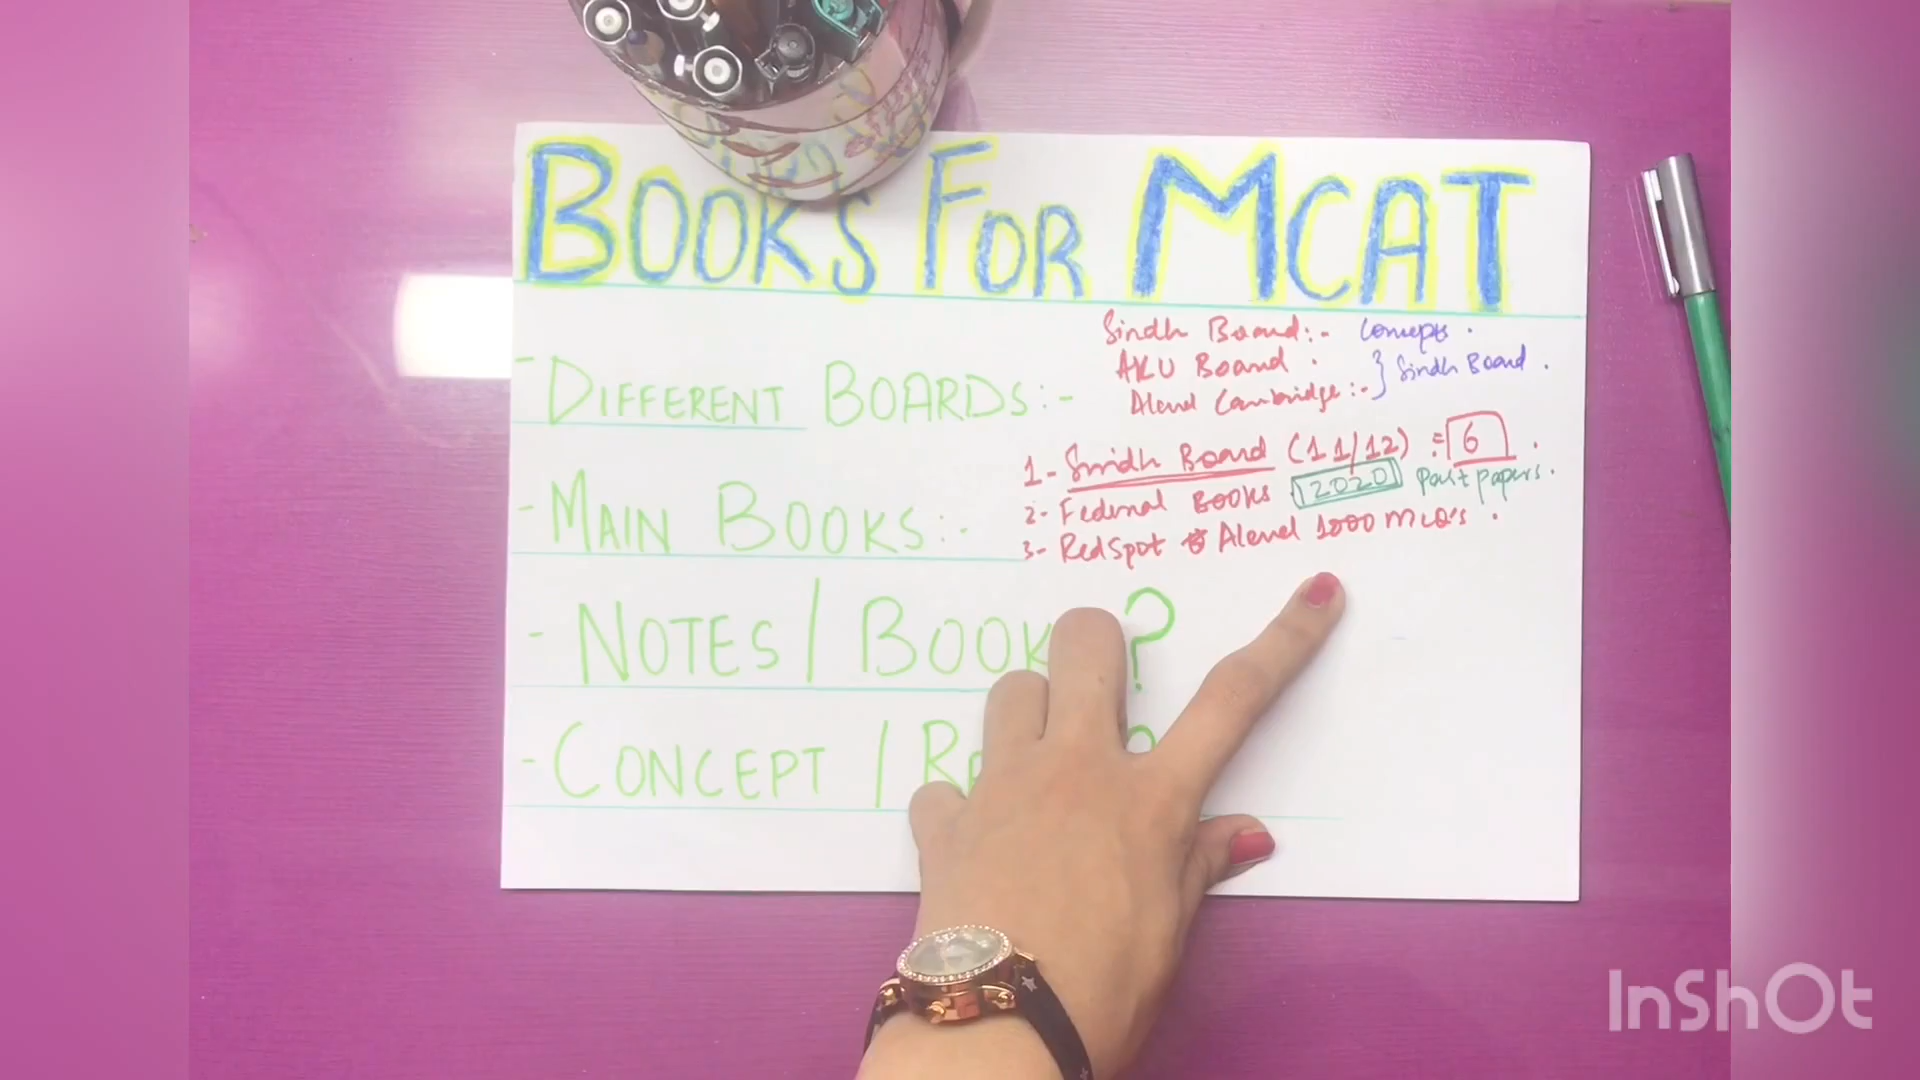 BOOKS FOR MCAT
Sindh Board:- Concepts.
AKU Board } Sindh Board.
Alevel Cambridge:-
- DIFFERENT BOARDS:-
1- Sindh Board (11/12) = 6.
2- Federal BOOKS 2020 Past papers.
3- RedSpot Alevel 1000 MCQ's.
- MAIN BOOKS:-
- NOTES / BOOK ?
- CONCEPT /
InShOt